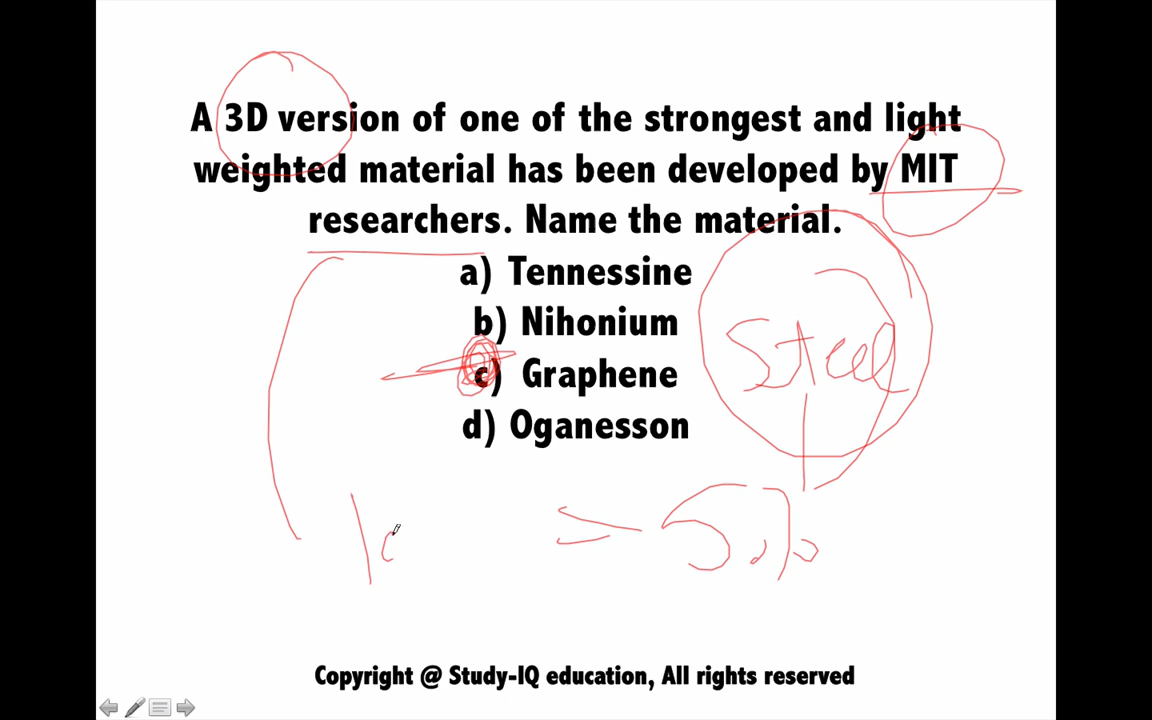 A 3D version of one of the strongest and light
weighted material has been developed by MIT
researchers. Name the material.
a) Tennessine
b) Nihonium
c) Graphene
d) Oganesson
Steel
5%
Copyright @ Study-IQ education, All rights reserved